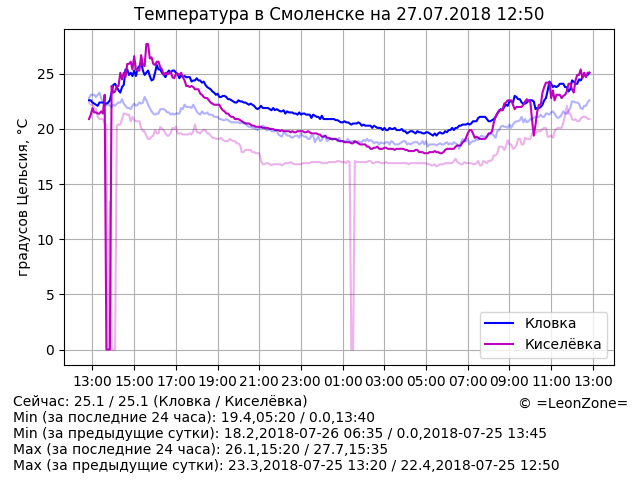 Температура в Смоленске на 27.07.2018 12:50
градусов Цельсия, °C
25
20
15
10
5
0
Кловка
Киселёвка
13:00 15:00 17:00 19:00 21:00 23:00 01:00 03:00 05:00 07:00 09:00 11:00 13:00
Сейчас: 25.1 / 25.1 (Кловка / Киселёвка)
© =LeonZone=
Min (за последние 24 часа): 19.4,05:20 / 0.0,13:40
Min (за предыдущие сутки): 18.2,2018-07-26 06:35 / 0.0,2018-07-25 13:45
Max (за последние 24 часа): 26.1,15:20 / 27.7,15:35
Max (за предыдущие сутки): 23.3,2018-07-25 13:20 / 22.4,2018-07-25 12:50